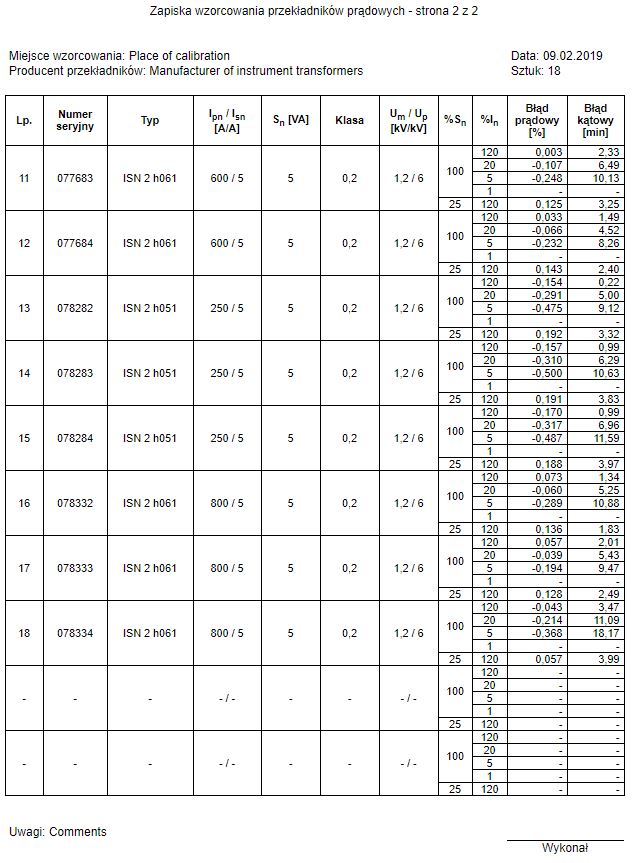 Zapiska wzorcowania przekładników prądowych - strona 2 z 2
Miejsce wzorcowania: Place of calibration Data: 09.02.2019
Producent przekładników: Manufacturer of instrument transformers Sztuk: 18
Lp. Numer seryjny Typ Ipn / Isn [A/A] Sn [VA] Klasa Um / Up [kV/kV] %Sn %In Błąd prądowy [%] Błąd kątowy [min]
11 077683 ISN 2 h061 600 / 5 5 0,2 1,2 / 6 100 120 0,003 2,33
20 -0,107 6,49
5 -0,248 10,13
1 - -
25 120 0,125 3,25
12 077684 ISN 2 h061 600 / 5 5 0,2 1,2 / 6 100 120 0,033 1,49
20 -0,066 4,52
5 -0,232 8,26
1 - -
25 120 0,143 2,40
13 078282 ISN 2 h051 250 / 5 5 0,2 1,2 / 6 100 120 -0,154 0,22
20 -0,291 5,00
5 -0,475 9,12
1 - -
25 120 0,192 3,32
14 078283 ISN 2 h051 250 / 5 5 0,2 1,2 / 6 100 120 -0,157 0,99
20 -0,310 6,29
5 -0,500 10,63
1 - -
25 120 0,191 3,83
15 078284 ISN 2 h051 250 / 5 5 0,2 1,2 / 6 100 120 -0,170 0,99
20 -0,317 6,96
5 -0,487 11,59
1 - -
25 120 0,188 3,97
16 078332 ISN 2 h061 800 / 5 5 0,2 1,2 / 6 100 120 0,073 1,34
20 -0,060 5,25
5 -0,289 10,88
1 - -
25 120 0,136 1,83
17 078333 ISN 2 h061 800 / 5 5 0,2 1,2 / 6 100 120 0,057 2,01
20 -0,039 5,43
5 -0,194 9,47
1 - -
25 120 0,128 2,49
18 078334 ISN 2 h061 800 / 5 5 0,2 1,2 / 6 100 120 -0,043 3,47
20 -0,214 11,09
5 -0,368 18,17
1 - -
25 120 0,057 3,99
- - - - / - - - - / - 100 120 - -
20 - -
5 - -
1 - -
25 120 - -
- - - - / - - - - / - 100 120 - -
20 - -
5 - -
1 - -
25 120 - -
Uwagi: Comments
Wykonał